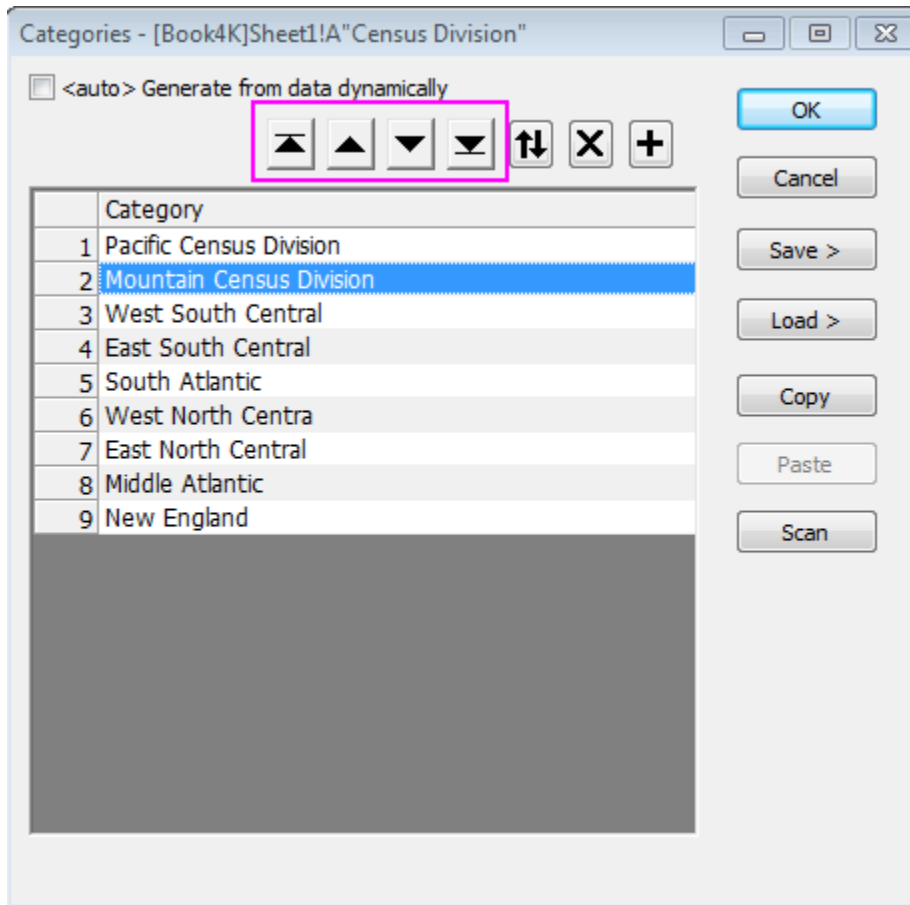 Categories - [Book4K]Sheet1!A"Census Division"
<auto> Generate from data dynamically
OK
Cancel
Category
1 Pacific Census Division
Save >
2 Mountain Census Division
3 West South Central
Load >
4 East South Central
5 South Atlantic
Copy
6 West North Centra
7 East North Central
Paste
8 Middle Atlantic
9 New England
Scan